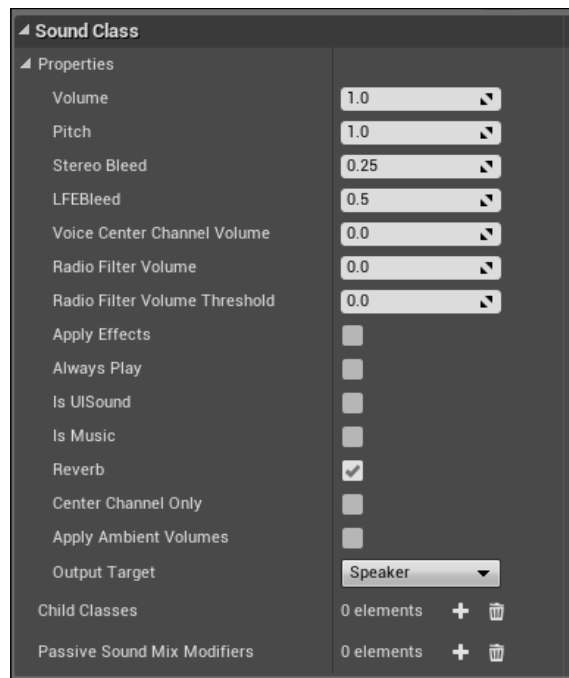 Sound Class
Properties
Volume 1.0
Pitch 1.0
Stereo Bleed 0.25
LFEBleed 0.5
Voice Center Channel Volume 0.0
Radio Filter Volume 0.0
Radio Filter Volume Threshold 0.0
Apply Effects
Always Play
Is UISound
Is Music
Reverb
Center Channel Only
Apply Ambient Volumes
Output Target Speaker
Child Classes 0 elements
Passive Sound Mix Modifiers 0 elements